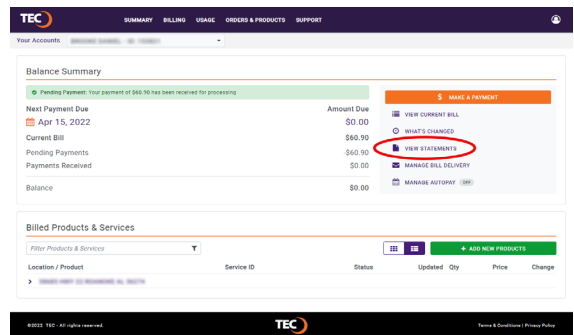 TEC
SUMMARY BILLING USAGE ORDERS & PRODUCTS SUPPORT
Your Accounts
Balance Summary
Pending Payment: Your payment of $60.90 has been received for processing
Next Payment Due Amount Due
Apr 15, 2022 $0.00
Current Bill $60.90
Pending Payments -$60.90
Payments Received $0.00
Balance $0.00
$ MAKE A PAYMENT
VIEW CURRENT BILL
WHAT'S CHANGED
VIEW STATEMENTS
MANAGE BILL DELIVERY
MANAGE AUTOPAY OFF
Billed Products & Services
Filter Products & Services
+ ADD NEW PRODUCTS
Location / Product Service ID Status Updated Qty Price Change
©2022 TEC - All rights reserved.
TEC
Terms & Conditions | Privacy Policy